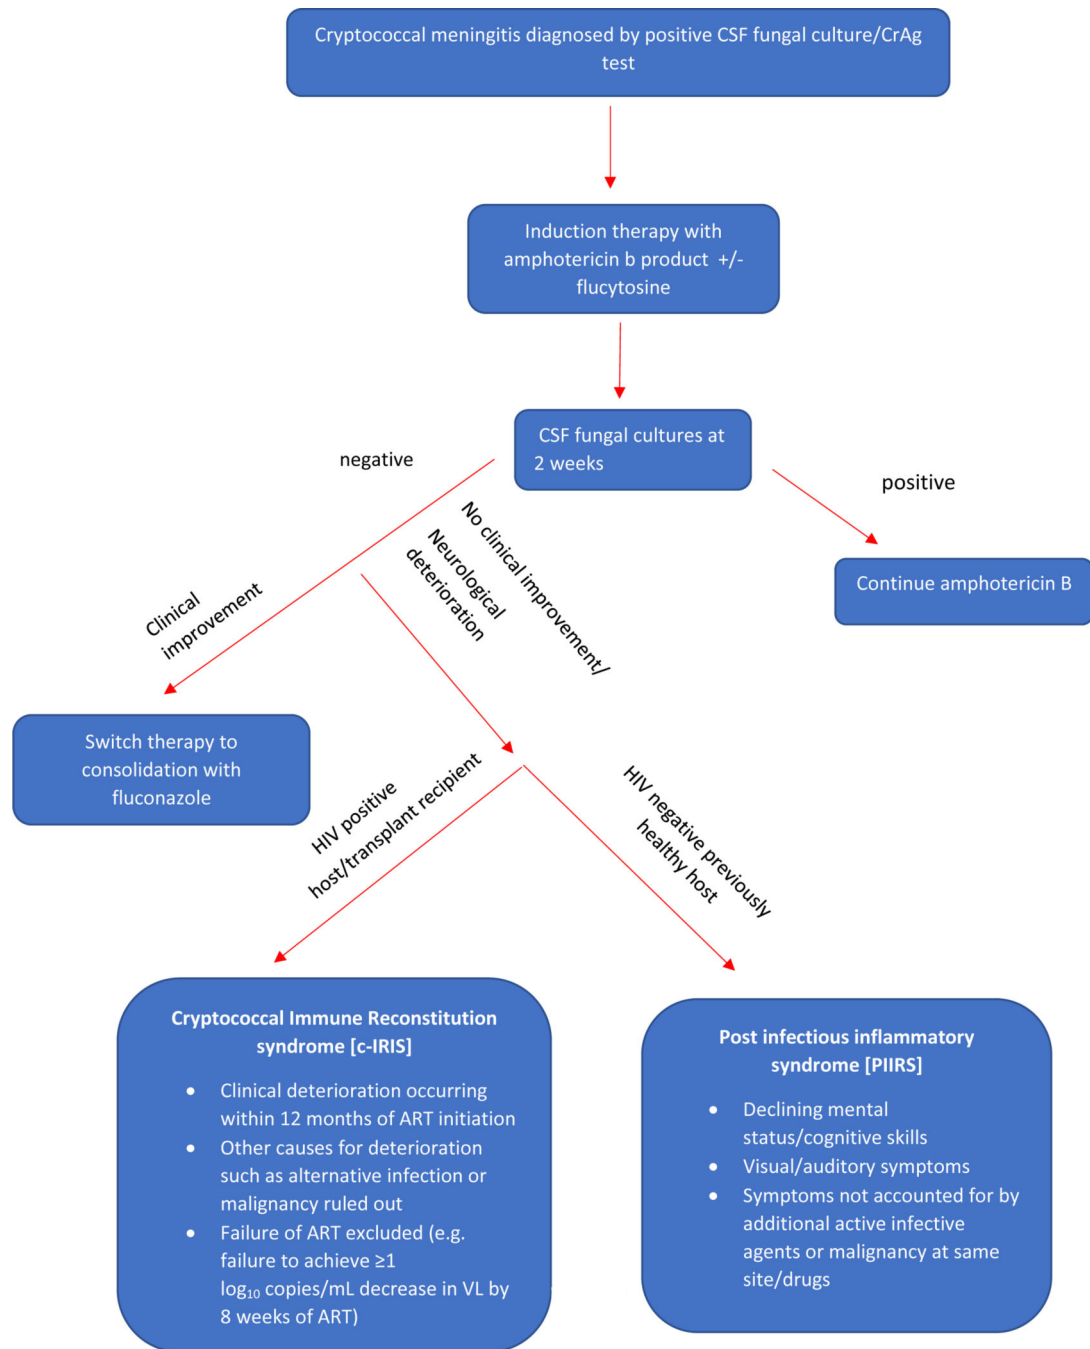 Cryptococcal meningitis diagnosed by positive CSF fungal culture/CrAg
test
Induction therapy with
amphotericin b product +/-
flucytosine
CSF fungal cultures at
2 weeks
negative
positive
Continue amphotericin B
Clinical
improvement
No clinical improvement/
Neurological
deterioration
Switch therapy to
consolidation with
fluconazole
HIV positive
host/transplant recipient
HIV negative previously
healthy host
Cryptococcal Immune Reconstitution
syndrome [c-IRIS]
• Clinical deterioration occurring
within 12 months of ART initiation
• Other causes for deterioration
such as alternative infection or
malignancy ruled out
• Failure of ART excluded (e.g.
failure to achieve ≥1
log₁₀ copies/mL decrease in VL by
8 weeks of ART)
Post infectious inflammatory
syndrome [PIIRS]
• Declining mental
status/cognitive skills
• Visual/auditory symptoms
• Symptoms not accounted for by
additional active infective
agents or malignancy at same
site/drugs